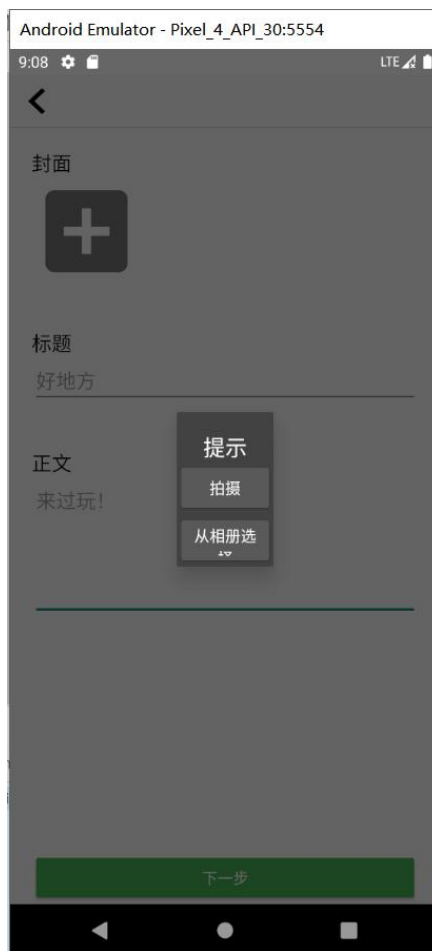 Android Emulator - Pixel_4_API_30:5554
9:08 LTE
封面
标题
好地方
正文
来过玩!
提示
拍摄
从相册选
择
下一步